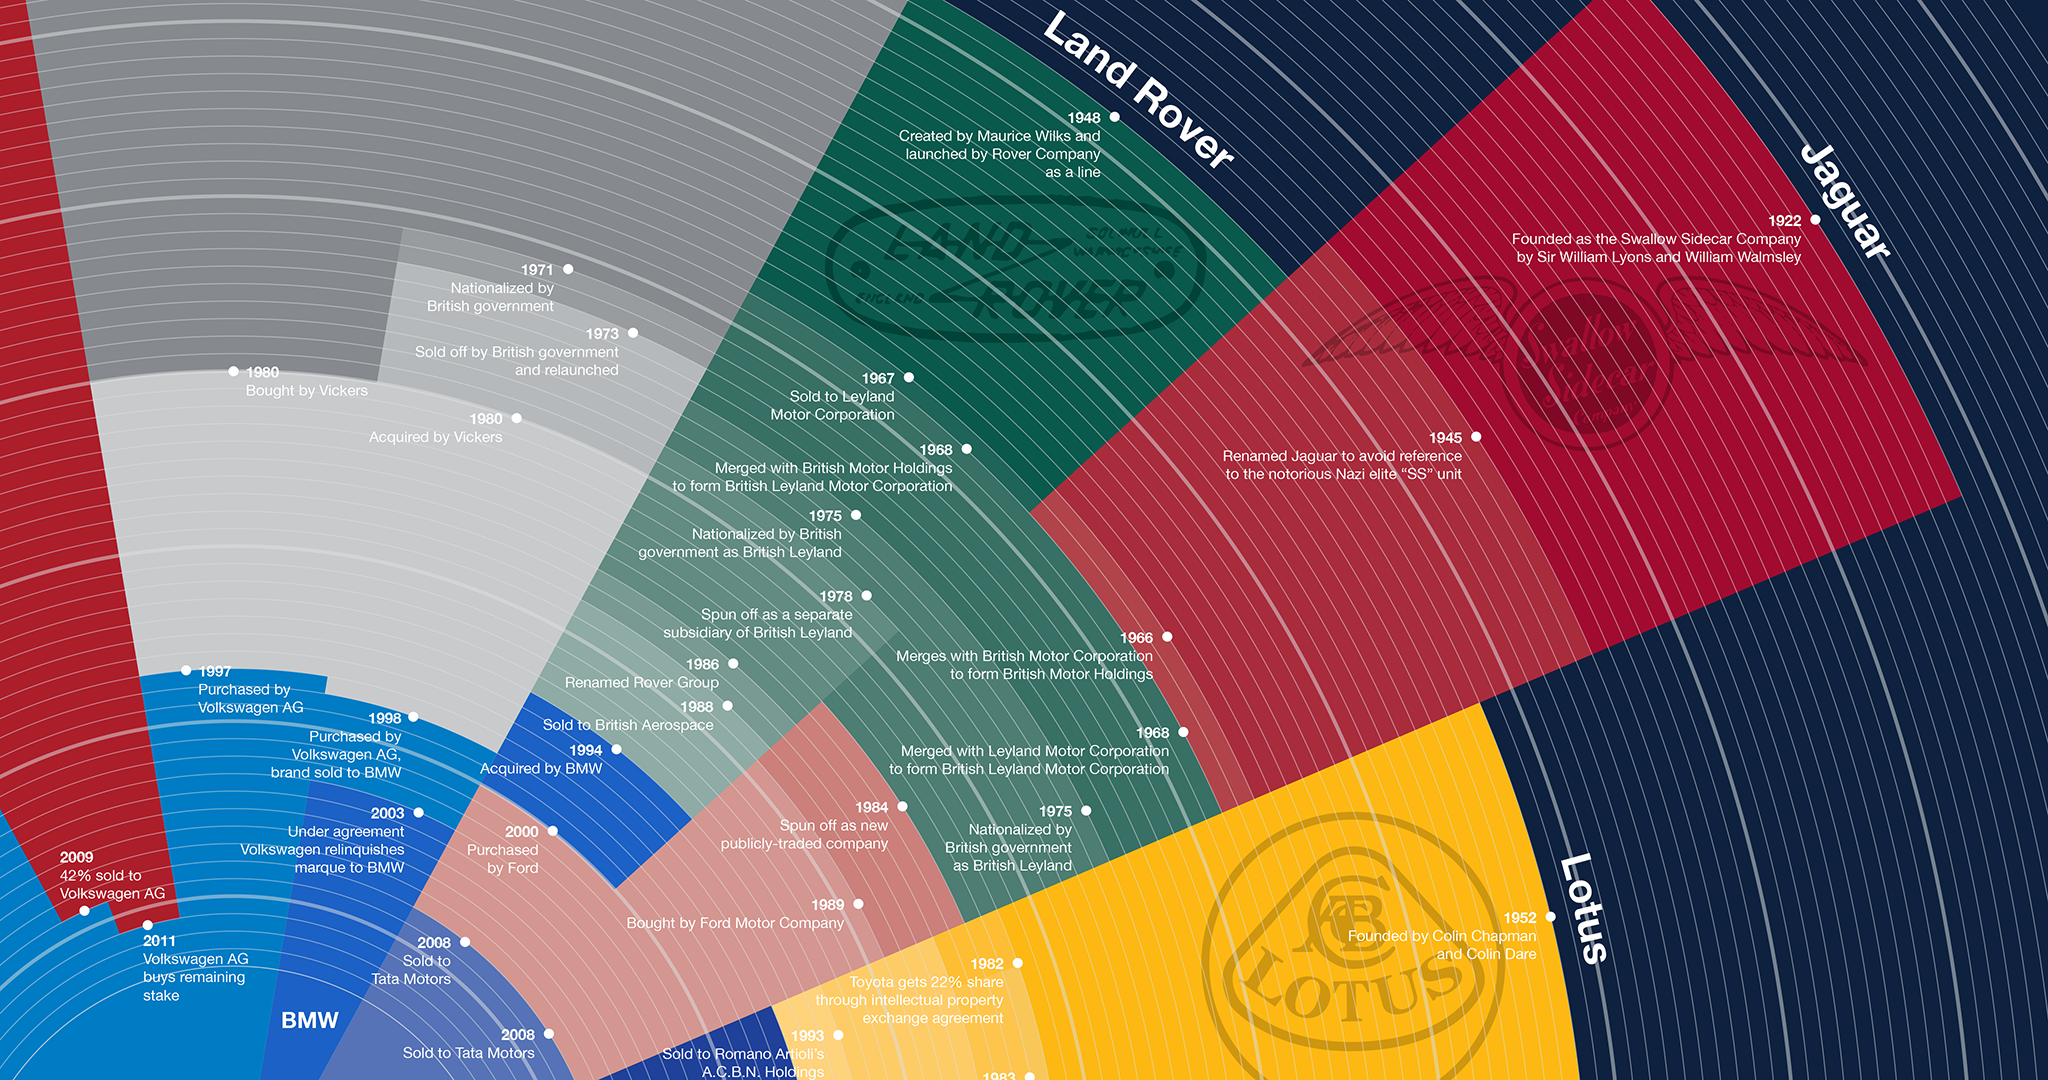 Land Rover
1948
Created by Maurice Wilks and
launched by Rover Company
as a line
LAND
ROVER
SOLIHULL
WARWICKSHIRE
ENGLAND
Jaguar
1922
Founded as the Swallow Sidecar Company
by Sir William Lyons and William Walmsley
Swallow
Sidecar
Company
1971
Nationalized by
British government
1973
Sold off by British government
and relaunched
1980
Bought by Vickers
1980
Acquired by Vickers
1967
Sold to Leyland
Motor Corporation
1968
Merged with British Motor Holdings
to form British Leyland Motor Corporation
1945
Renamed Jaguar to avoid reference
to the notorious Nazi elite “SS” unit
1975
Nationalized by British
government as British Leyland
1978
Spun off as a separate
subsidiary of British Leyland
1966
Merges with British Motor Corporation
to form British Motor Holdings
1986
Renamed Rover Group
1988
Sold to British Aerospace
1994
Acquired by BMW
1968
Merged with Leyland Motor Corporation
to form British Leyland Motor Corporation
1997
Purchased by
Volkswagen AG
1998
Purchased by
Volkswagen AG,
brand sold to BMW
2003
Under agreement
Volkswagen relinquishes
marque to BMW
2000
Purchased
by Ford
1984
Spun off as new
publicly-traded company
1975
Nationalized by
British government
as British Leyland
2009
42% sold to
Volkswagen AG
2011
Volkswagen AG
buys remaining
stake
1989
Bought by Ford Motor Company
Lotus
1952
Founded by Colin Chapman
and Colin Dare
LOTUS
2008
Sold to
Tata Motors
1982
Toyota gets 22% share
through intellectual property
exchange agreement
BMW
2008
Sold to Tata Motors
1993
Sold to Romano Artioli’s
A.C.B.N. Holdings
1983